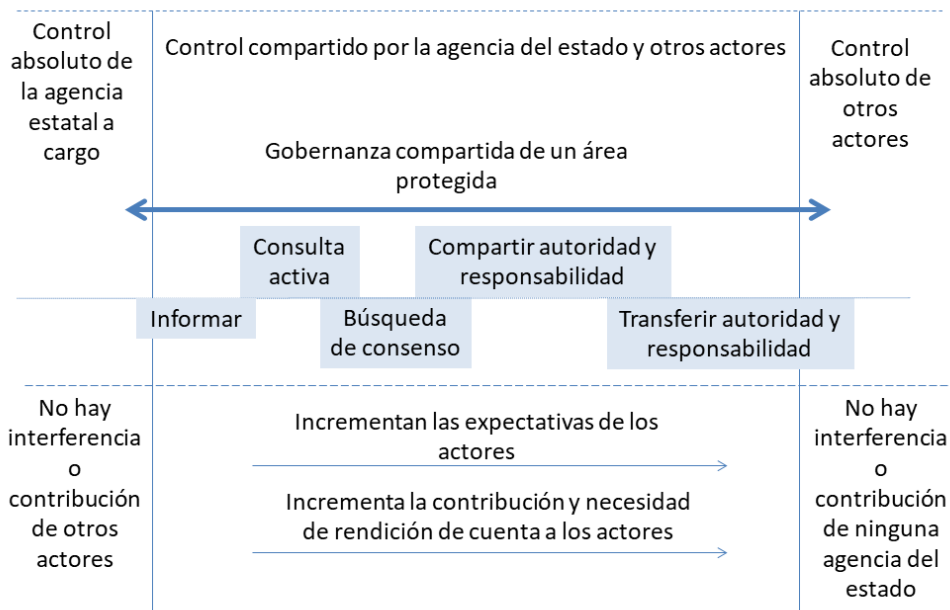 Control
absoluto de
la agencia
estatal a
cargo
Control compartido por la agencia del estado y otros actores
Control
absoluto de
otros
actores
Gobernanza compartida de un área
protegida
Consulta
activa
Compartir autoridad y
responsabilidad
Informar
Búsqueda
de consenso
Transferir autoridad y
responsabilidad
No hay
interferencia
o
contribución
de otros
actores
Incrementan las expectativas de los
actores
Incrementa la contribución y necesidad
de rendición de cuenta a los actores
No hay
interferencia
o
contribución
de ninguna
agencia del
estado